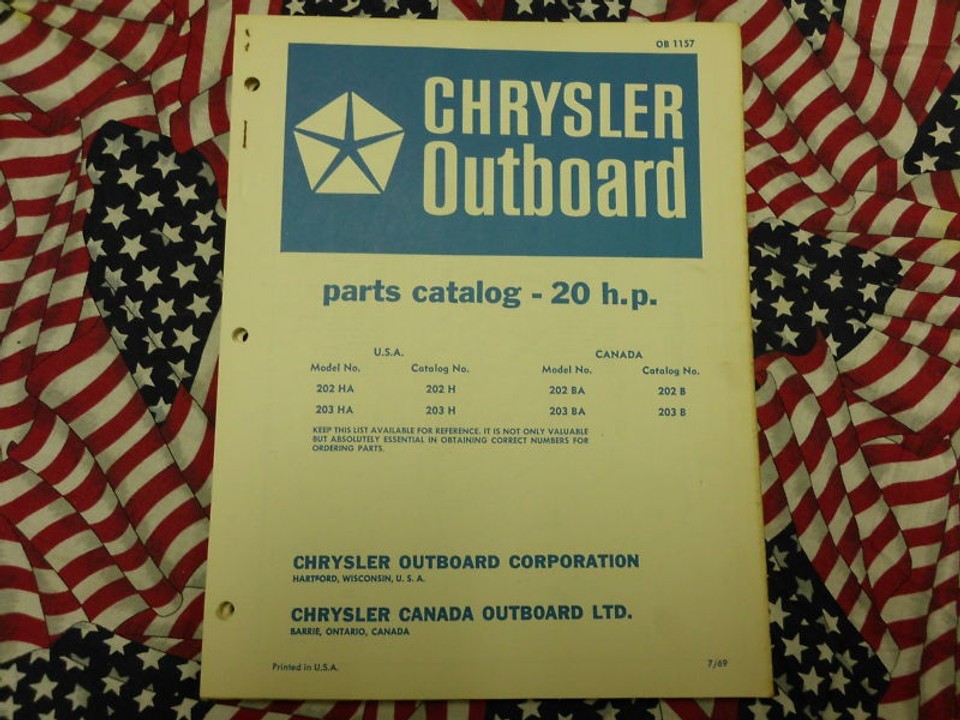 OB 1157
CHRYSLER
Outboard
parts catalog - 20 h.p.
U.S.A. CANADA
Model No. Catalog No. Model No. Catalog No.
202 HA 202 H 202 BA 202 B
203 HA 203 H 203 BA 203 B
KEEP THIS LIST AVAILABLE FOR REFERENCE. IT IS NOT ONLY VALUABLE
BUT ABSOLUTELY ESSENTIAL IN OBTAINING CORRECT NUMBERS FOR
ORDERING PARTS.
CHRYSLER OUTBOARD CORPORATION
HARTFORD, WISCONSIN, U. S. A.
CHRYSLER CANADA OUTBOARD LTD.
BARRIE, ONTARIO, CANADA
Printed in U.S.A. 7/69